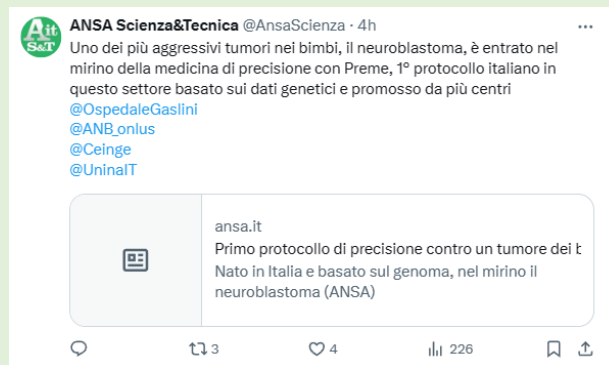 ANSA Scienza&Tecnica @AnsaScienza · 4h
Uno dei più aggressivi tumori nei bimbi, il neuroblastoma, è entrato nel
mirino della medicina di precisione con Preme, 1° protocollo italiano in
questo settore basato sui dati genetici e promosso da più centri
@OspedaleGaslini
@ANB_onlus
@Ceinge
@UninaIT
ansa.it
Primo protocollo di precisione contro un tumore dei b
Nato in Italia e basato sul genoma, nel mirino il
neuroblastoma (ANSA)
3 4 226
Ait
S&T